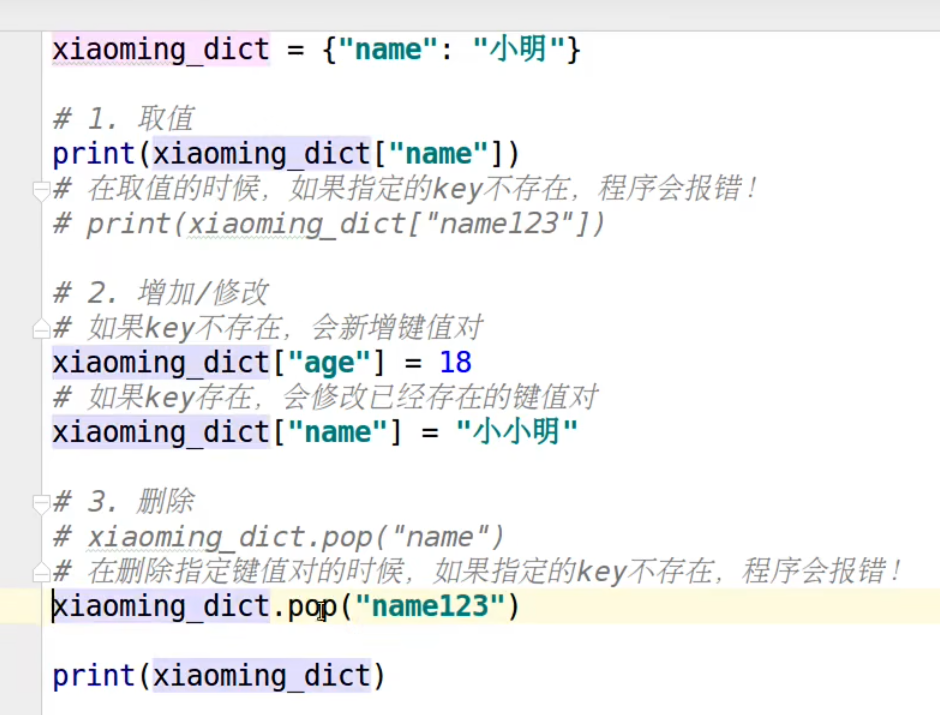 xiaoming_dict = {"name": "小明"}
# 1. 取值
print(xiaoming_dict["name"])
# 在取值的时候，如果指定的key不存在，程序会报错！
# print(xiaoming_dict["name123"])
# 2. 增加/修改
# 如果key不存在，会新增键值对
xiaoming_dict["age"] = 18
# 如果key存在，会修改已经存在的键值对
xiaoming_dict["name"] = "小小明"
# 3. 删除
# xiaoming_dict.pop("name")
# 在删除指定键值对的时候，如果指定的key不存在，程序会报错！
xiaoming_dict.pop("name123")
print(xiaoming_dict)